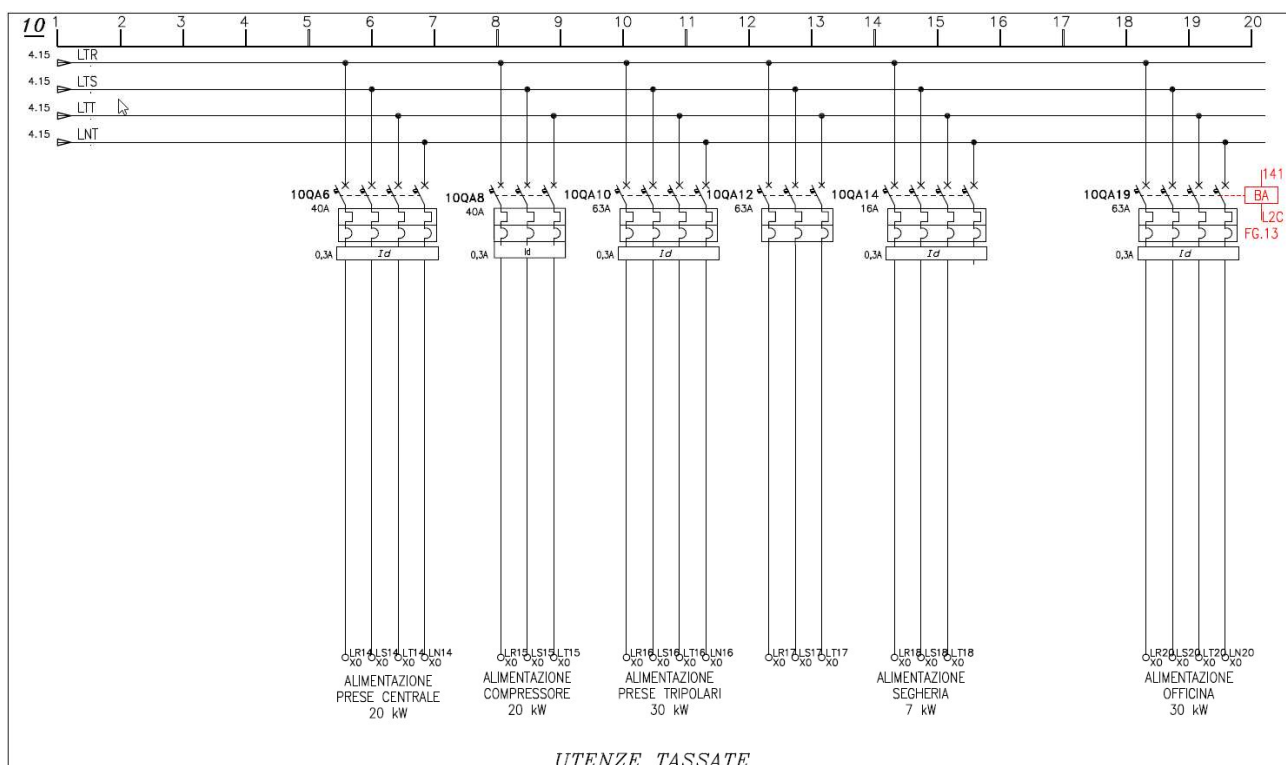 10 1 2 3 4 5 6 7 8 9 10 11 12 13 14 15 16 17 18 19 20
4.15 LTR
4.15 LTS
4.15 LTT
4.15 LNT
141
10QA6 10QA8 10QA10 10QA12 10QA14 10QA19 BA
40A 40A 63A 63A 16A 63A
L2C
FG.13
0,3A Id 0,3A Id 0,3A Id 0,3A Id 0,3A Id
LR14 LS14 LT14 LN14 LR15 LS15 LT15 LR16 LS16 LT16 LN16 LR17 LS17 LT17 LR18 LS18 LT18 LR20 LS20 LT20 LN20
X0 X0 X0 X0 X0 X0 X0 X0 X0 X0 X0 X0 X0 X0 X0 X0 X0 X0 X0 X0 X0
ALIMENTAZIONE
PRESE CENTRALE
20 kW
ALIMENTAZIONE
COMPRESSORE
20 kW
ALIMENTAZIONE
PRESE TRIPOLARI
30 kW
ALIMENTAZIONE
SEGHERIA
7 kW
ALIMENTAZIONE
OFFICINA
30 kW
UTENZE TASSATE